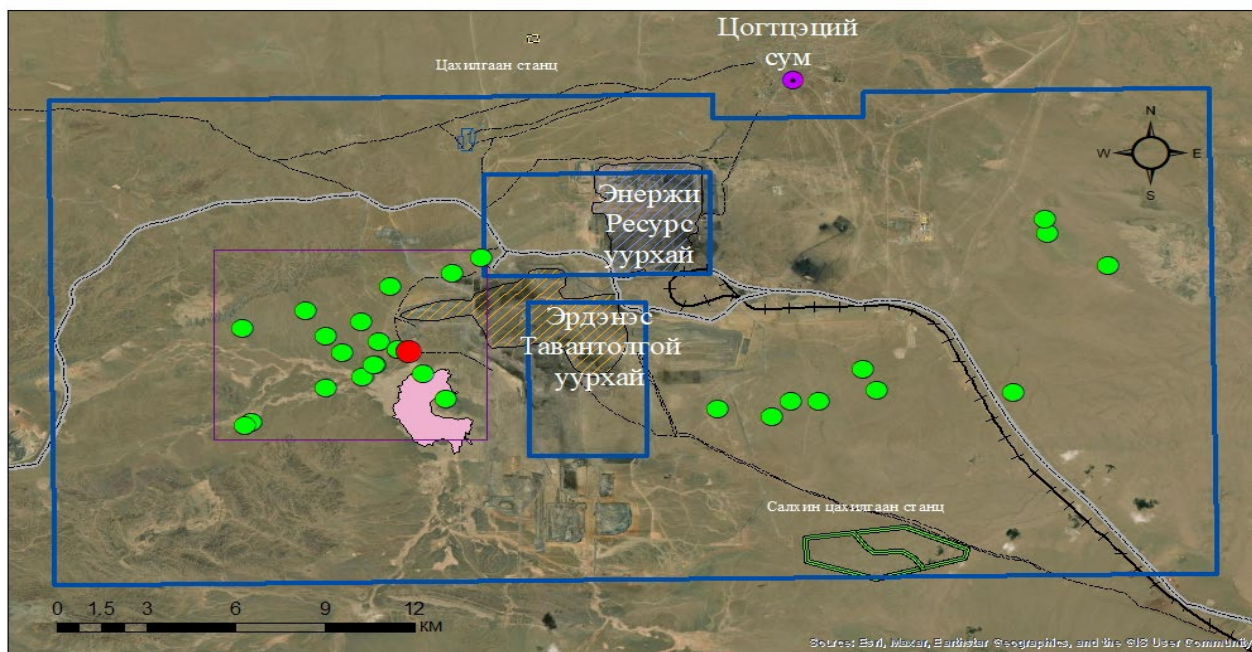 Цогтцэций
сум
Цахилгаан станц
N
W E
S
Энержи
Ресурс
уурхай
Эрдэнэс
Тавантолгой
уурхай
Салхин цахилгаан станц
0 1.5 3 6 9 12
КМ
Source: Esri, Maxar, Earthstar Geographics, and the GIS User Community